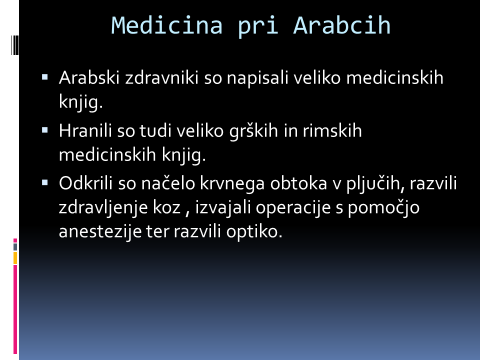 Medicina pri Arabcih
▪ Arabski zdravniki so napisali veliko medicinskih
knjig.
▪ Hranili so tudi veliko grških in rimskih
medicinskih knjig.
▪ Odkrili so načelo krvnega obtoka v pljučih, razvili
zdravljenje koz , izvajali operacije s pomočjo
anestezije ter razvili optiko.